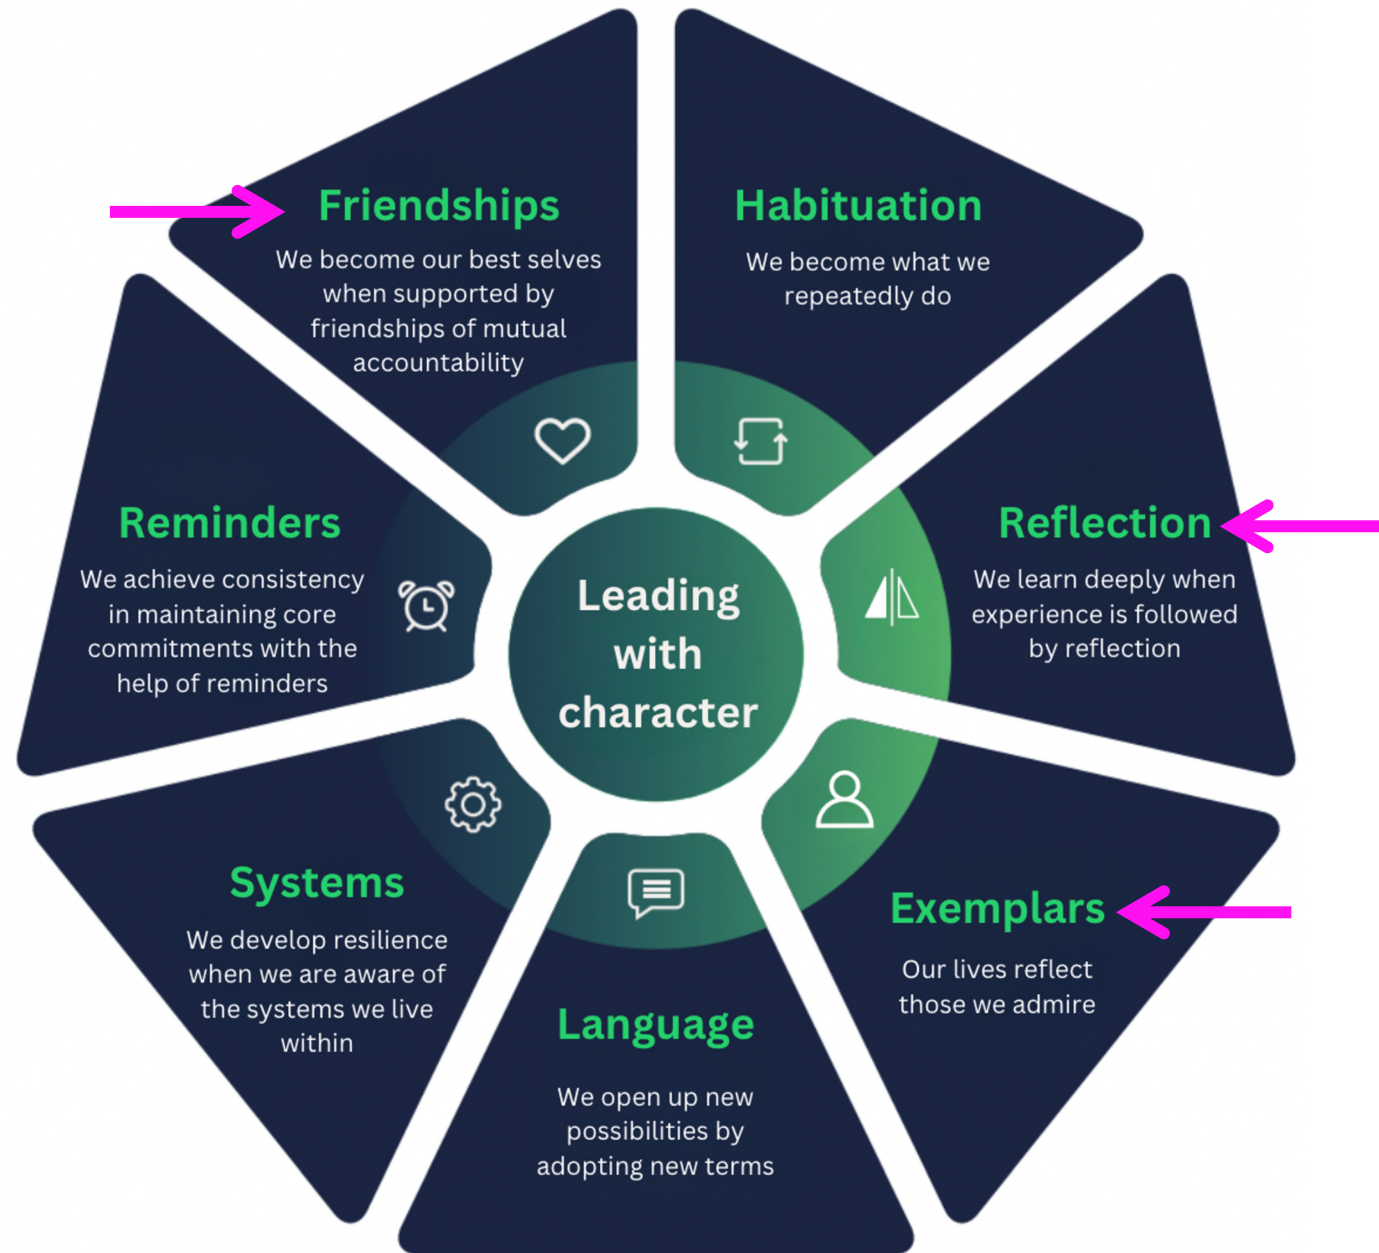 Friendships
We become our best selves
when supported by
friendships of mutual
accountability
Habituation
We become what we
repeatedly do
Reminders
We achieve consistency
in maintaining core
commitments with the
help of reminders
Leading
with
character
Reflection
We learn deeply when
experience is followed
by reflection
Systems
We develop resilience
when we are aware of
the systems we live
within
Exemplars
Our lives reflect
those we admire
Language
We open up new
possibilities by
adopting new terms